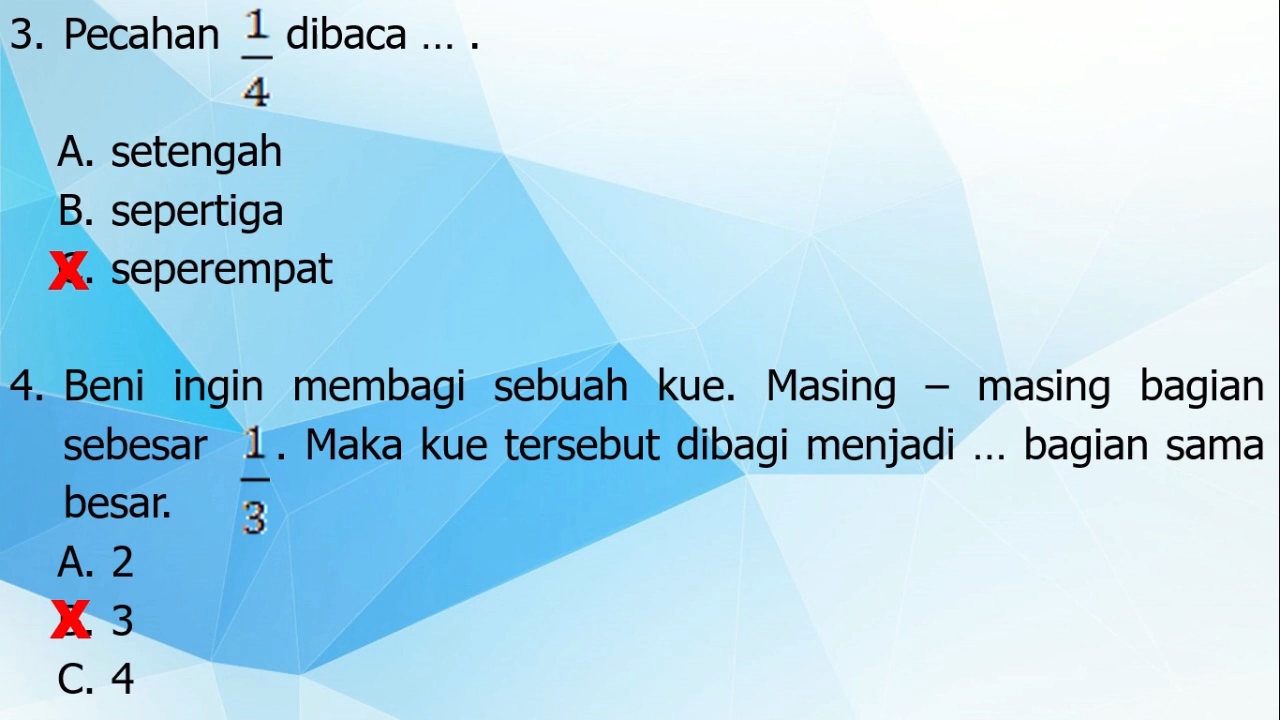 3. Pecahan 1/4 dibaca ... .
A. setengah
B. sepertiga
X. seperempat
4. Beni ingin membagi sebuah kue. Masing – masing bagian
sebesar 1/3. Maka kue tersebut dibagi menjadi ... bagian sama
besar.
A. 2
X. 3
C. 4